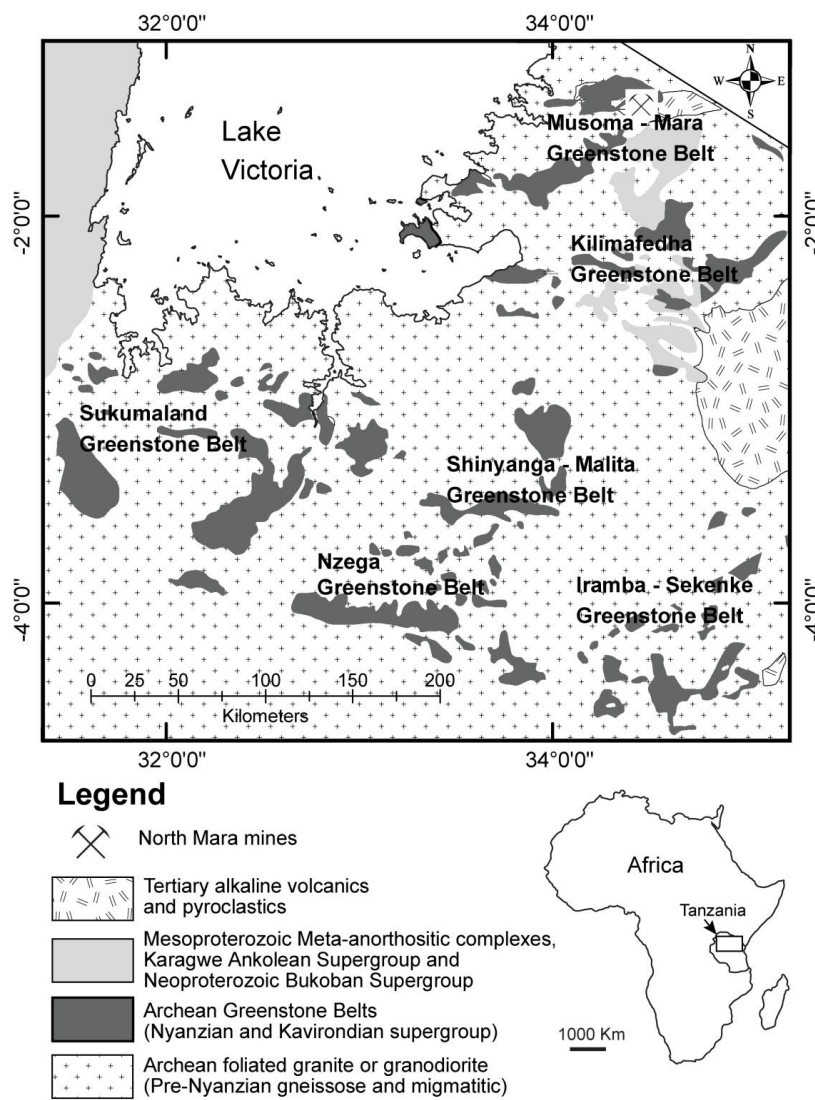 32°0'0"
34°0'0"
N
W
E
S
Lake
Victoria
Musoma - Mara
Greenstone Belt
-2°0'0"
-2°0'0"
Kilimafedha
Greenstone Belt
Sukumaland
Greenstone Belt
Shinyanga - Malita
Greenstone Belt
Nzega
Greenstone Belt
Iramba - Sekenke
Greenstone Belt
-4°0'0"
-4°0'0"
0
0 25 50 100 150 200
Kilometers
32°0'0"
34°0'0"
Legend
North Mara mines
Tertiary alkaline volcanics
and pyroclastics
Mesoproterozoic Meta-anorthositic complexes,
Karagwe Ankolean Supergroup and
Neoproterozoic Bukoban Supergroup
Archean Greenstone Belts
(Nyanzian and Kavirondian supergroup)
Archean foliated granite or granodiorite
(Pre-Nyanzian gneissose and migmatitic)
Africa
Tanzania
1000 Km